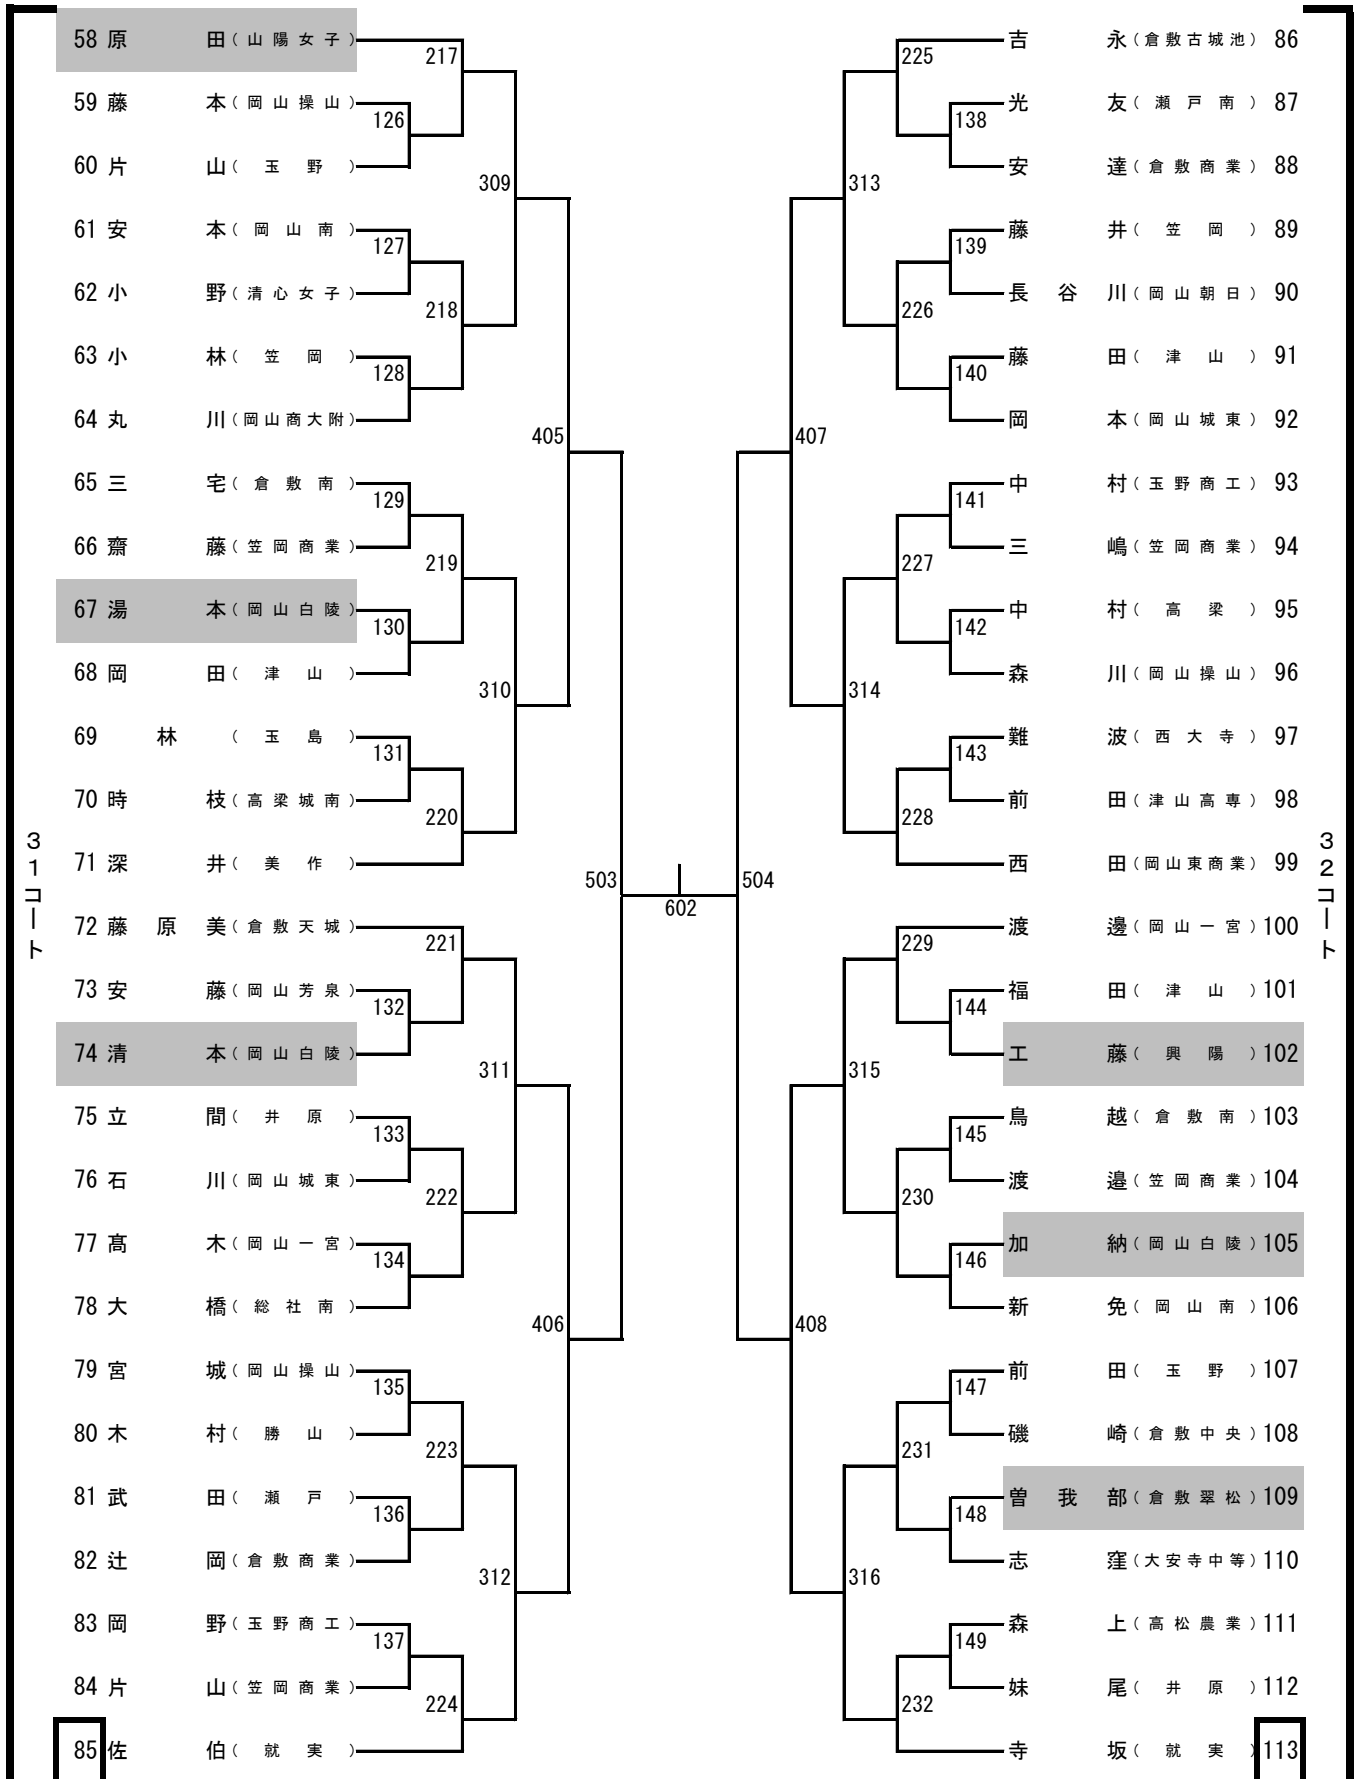 58 原田（山陽女子）
59 藤本（岡山操山）
60 片山（玉野）
61 安本（岡山南）
62 小野（清心女子）
63 小林（笠岡）
64 丸川（岡山商大附）
65 三宅（倉敷南）
66 齋藤（笠岡商業）
67 湯本（岡山白陵）
68 岡田（津山）
69 林（玉島）
70 時枝（高梁城南）
71 深井（美作）
72 藤原美（倉敷天城）
73 安藤（岡山芳泉）
74 清本（岡山白陵）
75 立間（井原）
76 石川（岡山城東）
77 髙木（岡山一宮）
78 大橋（総社南）
79 宮城（岡山操山）
80 木村（勝山）
81 武田（瀬戸）
82 辻岡（倉敷商業）
83 岡野（玉野商工）
84 片山（笠岡商業）
85 佐伯（就実）
31コート
126
127
128
129
130
131
132
133
134
135
136
137
217
218
219
220
221
222
223
224
309
310
311
312
405
406
503
602
504
407
408
313
314
315
316
225
226
227
228
229
230
231
232
138
139
140
141
142
143
144
145
146
147
148
149
吉永（倉敷古城池）86
光友（瀬戸南）87
安達（倉敷商業）88
藤井（笠岡）89
長谷川（岡山朝日）90
藤田（津山）91
岡本（岡山城東）92
中村（玉野商工）93
三嶋（笠岡商業）94
中村（高梁）95
森川（岡山操山）96
難波（西大寺）97
前田（津山高専）98
西田（岡山東商業）99
渡邊（岡山一宮）100
福田（津山）101
工藤（興陽）102
鳥越（倉敷南）103
渡邉（笠岡商業）104
加納（岡山白陵）105
新免（岡山南）106
前田（玉野）107
磯崎（倉敷中央）108
曽我部（倉敷翠松）109
志窪（大安寺中等）110
森上（高松農業）111
妹尾（井原）112
寺坂（就実）113
32コート